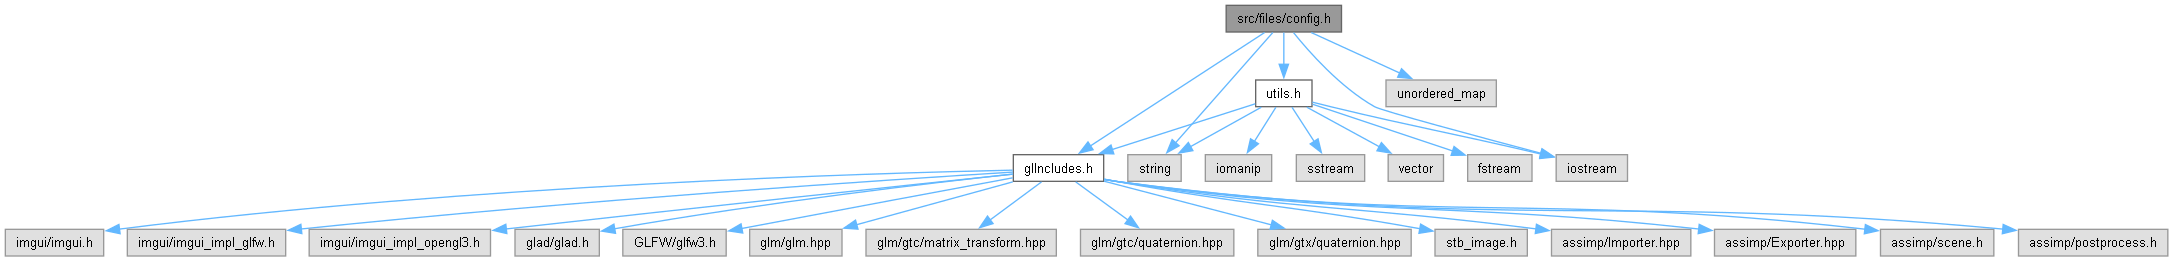 src/files/config.h
utils.h
unordered_map
glIncludes.h
string
iomanip
sstream
vector
fstream
iostream
imgui/imgui.h
imgui/imgui_impl_glfw.h
imgui/imgui_impl_opengl3.h
glad/glad.h
GLFW/glfw3.h
glm/glm.hpp
glm/gtc/matrix_transform.hpp
glm/gtc/quaternion.hpp
glm/gtx/quaternion.hpp
stb_image.h
assimp/Importer.hpp
assimp/Exporter.hpp
assimp/scene.h
assimp/postprocess.h